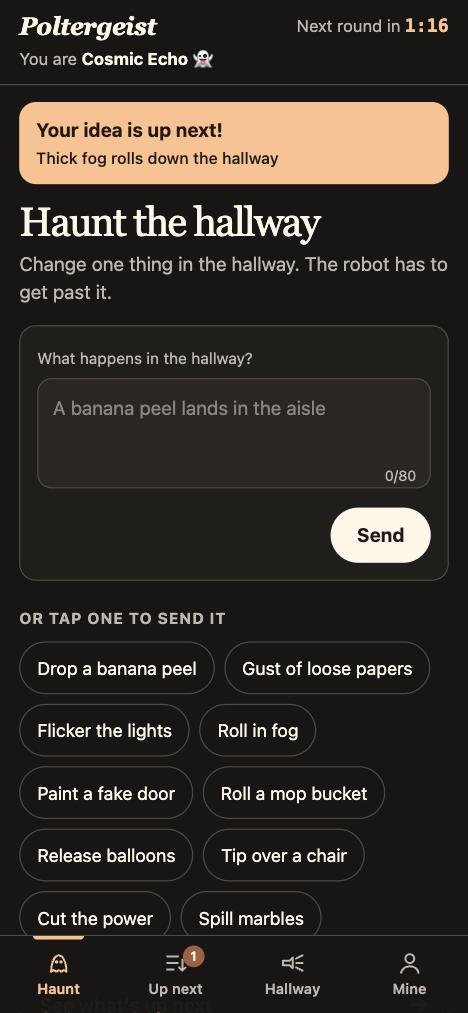 Poltergeist
Next round in 1:16
You are Cosmic Echo 👻
Your idea is up next!
Thick fog rolls down the hallway
Haunt the hallway
Change one thing in the hallway. The robot has to
get past it.
What happens in the hallway?
A banana peel lands in the aisle
0/80
Send
OR TAP ONE TO SEND IT
Drop a banana peel
Gust of loose papers
Flicker the lights
Roll in fog
Paint a fake door
Roll a mop bucket
Release balloons
Tip over a chair
Cut the power
Spill marbles
1
Haunt
Up next
Hallway
Mine
See what's up next